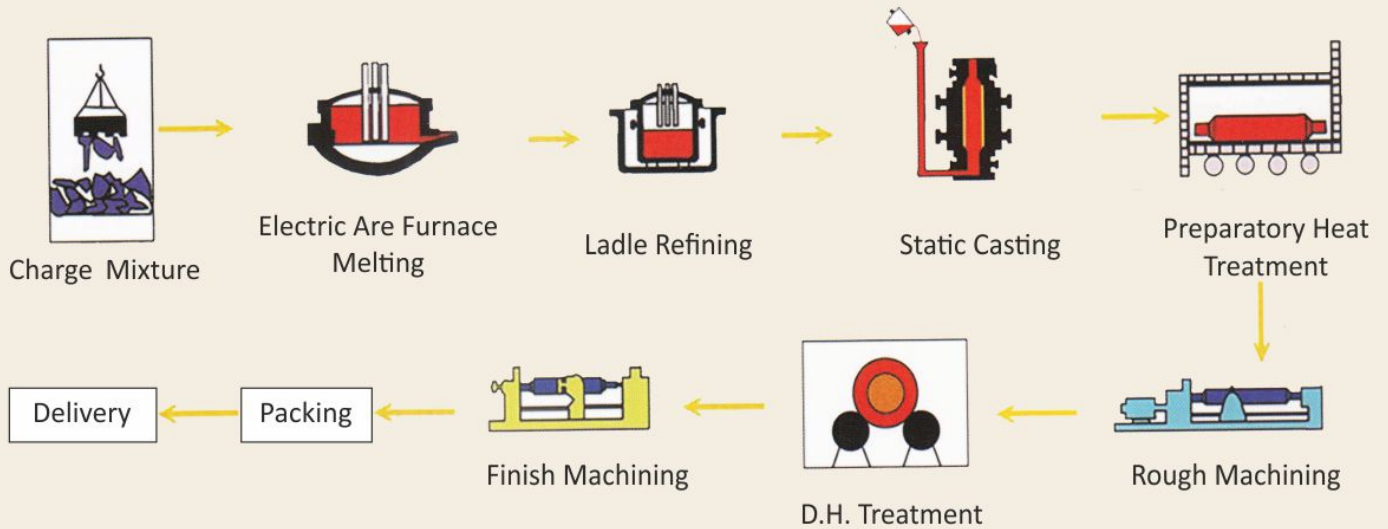 Charge Mixture
Electric Are Furnace
Melting
Ladle Refining
Static Casting
Preparatory Heat
Treatment
Rough Machining
D.H. Treatment
Finish Machining
Packing
Delivery